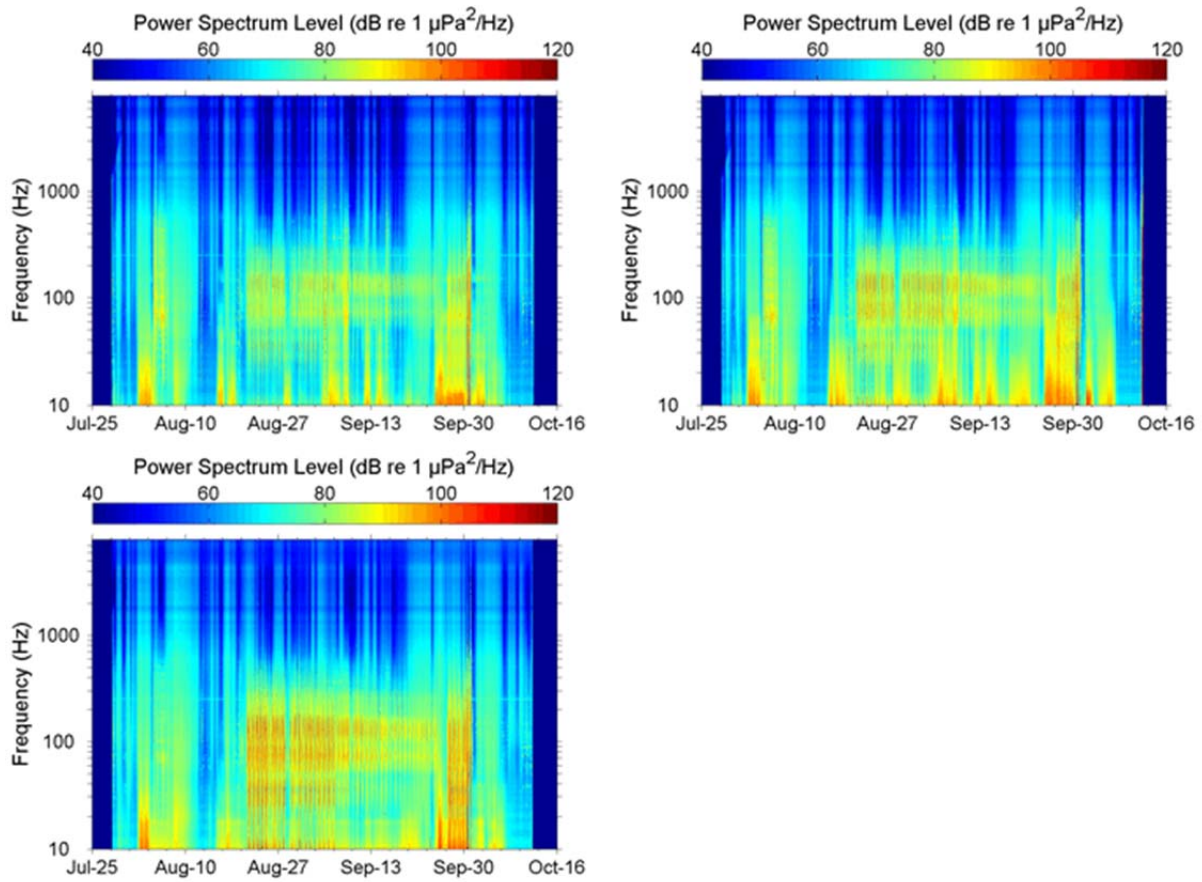 Power Spectrum Level (dB re 1 µPa²/Hz)
40 60 80 100 120
Frequency (Hz)
1000
100
10
Jul-25 Aug-10 Aug-27 Sep-13 Sep-30 Oct-16
Power Spectrum Level (dB re 1 µPa²/Hz)
40 60 80 100 120
Frequency (Hz)
1000
100
10
Jul-25 Aug-10 Aug-27 Sep-13 Sep-30 Oct-16
Power Spectrum Level (dB re 1 µPa²/Hz)
40 60 80 100 120
Frequency (Hz)
1000
100
10
Jul-25 Aug-10 Aug-27 Sep-13 Sep-30 Oct-16